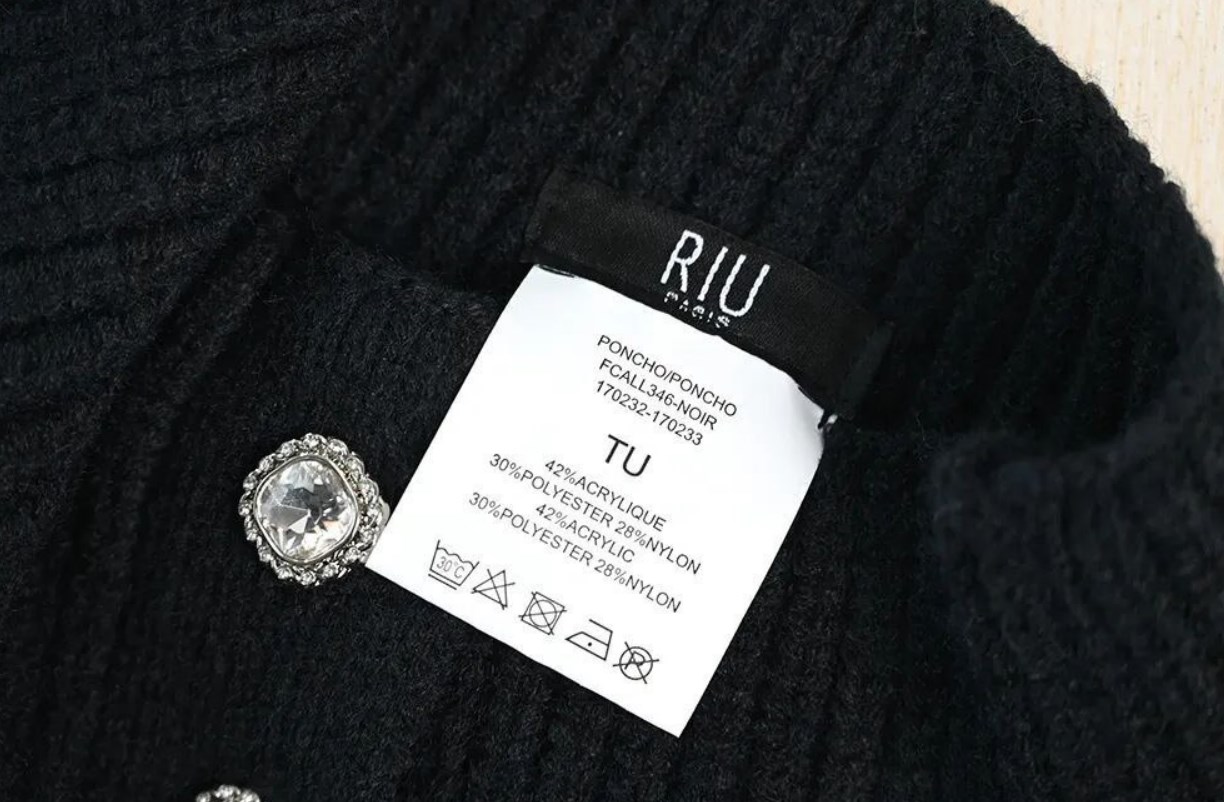 RIU
PARIS
PONCHO/PONCHO
FCALL346-NOIR
170232-170233
TU
42%ACRYLIQUE
30%POLYESTER 28%NYLON
42%ACRYLIC
30%POLYESTER 28%NYLON
30°C
P